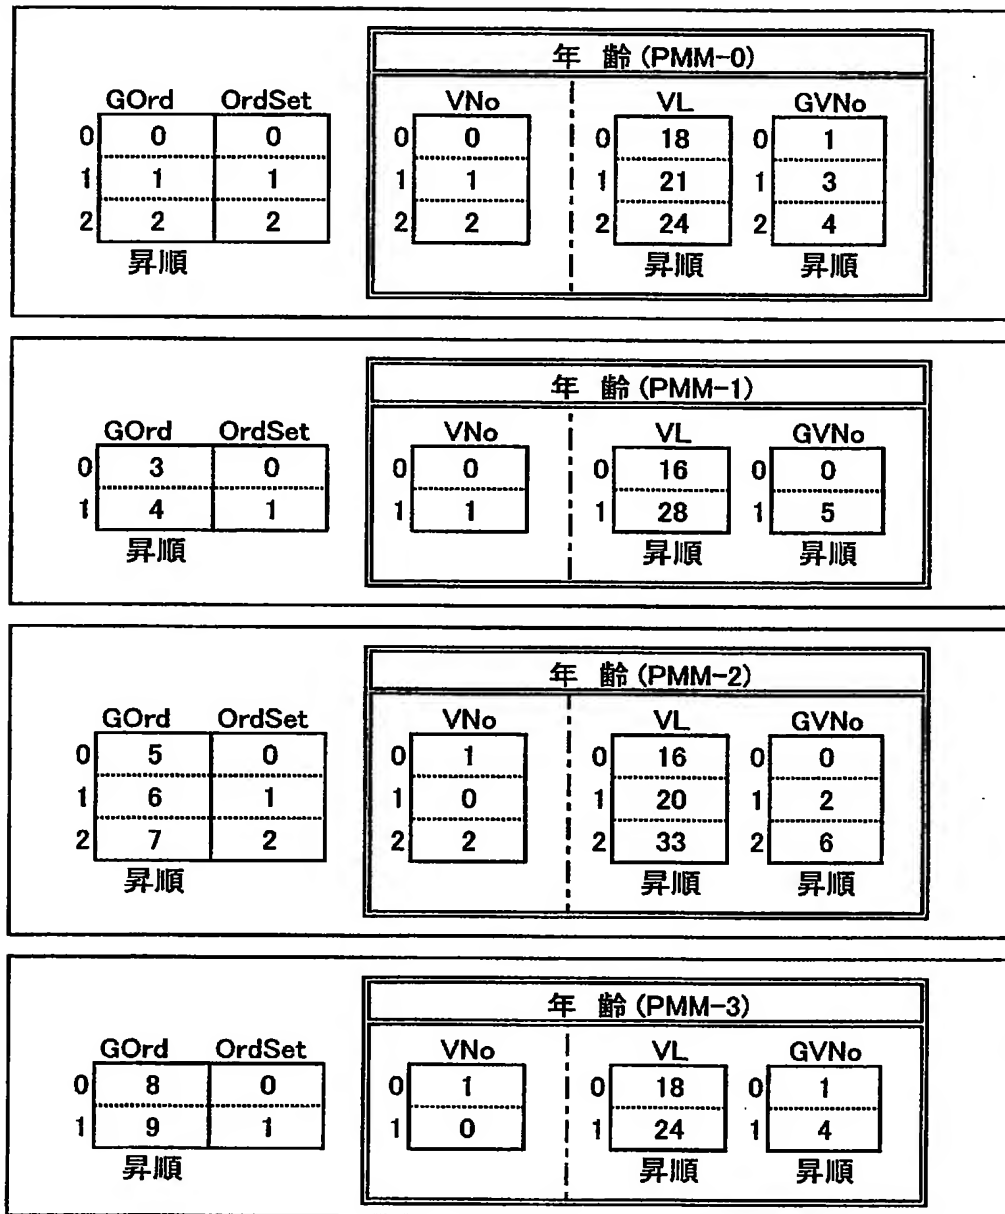 年 齢 (PMM-0)
GOrd OrdSet VNo VL GVNo
0 0 0 0 0 0 18 0 1
1 1 1 1 1 1 21 1 3
2 2 2 2 2 2 24 2 4
昇順 昇順 昇順
年 齢 (PMM-1)
GOrd OrdSet VNo VL GVNo
0 3 0 0 0 0 16 0 0
1 4 1 1 1 1 28 1 5
昇順 昇順 昇順
年 齢 (PMM-2)
GOrd OrdSet VNo VL GVNo
0 5 0 0 1 0 16 0 0
1 6 1 1 0 1 20 1 2
2 7 2 2 2 2 33 2 6
昇順 昇順 昇順
年 齢 (PMM-3)
GOrd OrdSet VNo VL GVNo
0 8 0 0 1 0 18 0 1
1 9 1 1 0 1 24 1 4
昇順 昇順 昇順